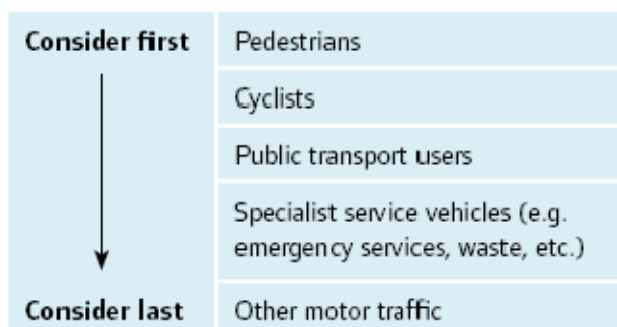 Consider first
Pedestrians
Cyclists
Public transport users
Specialist service vehicles (e.g.
emergency services, waste, etc.)
Consider last
Other motor traffic